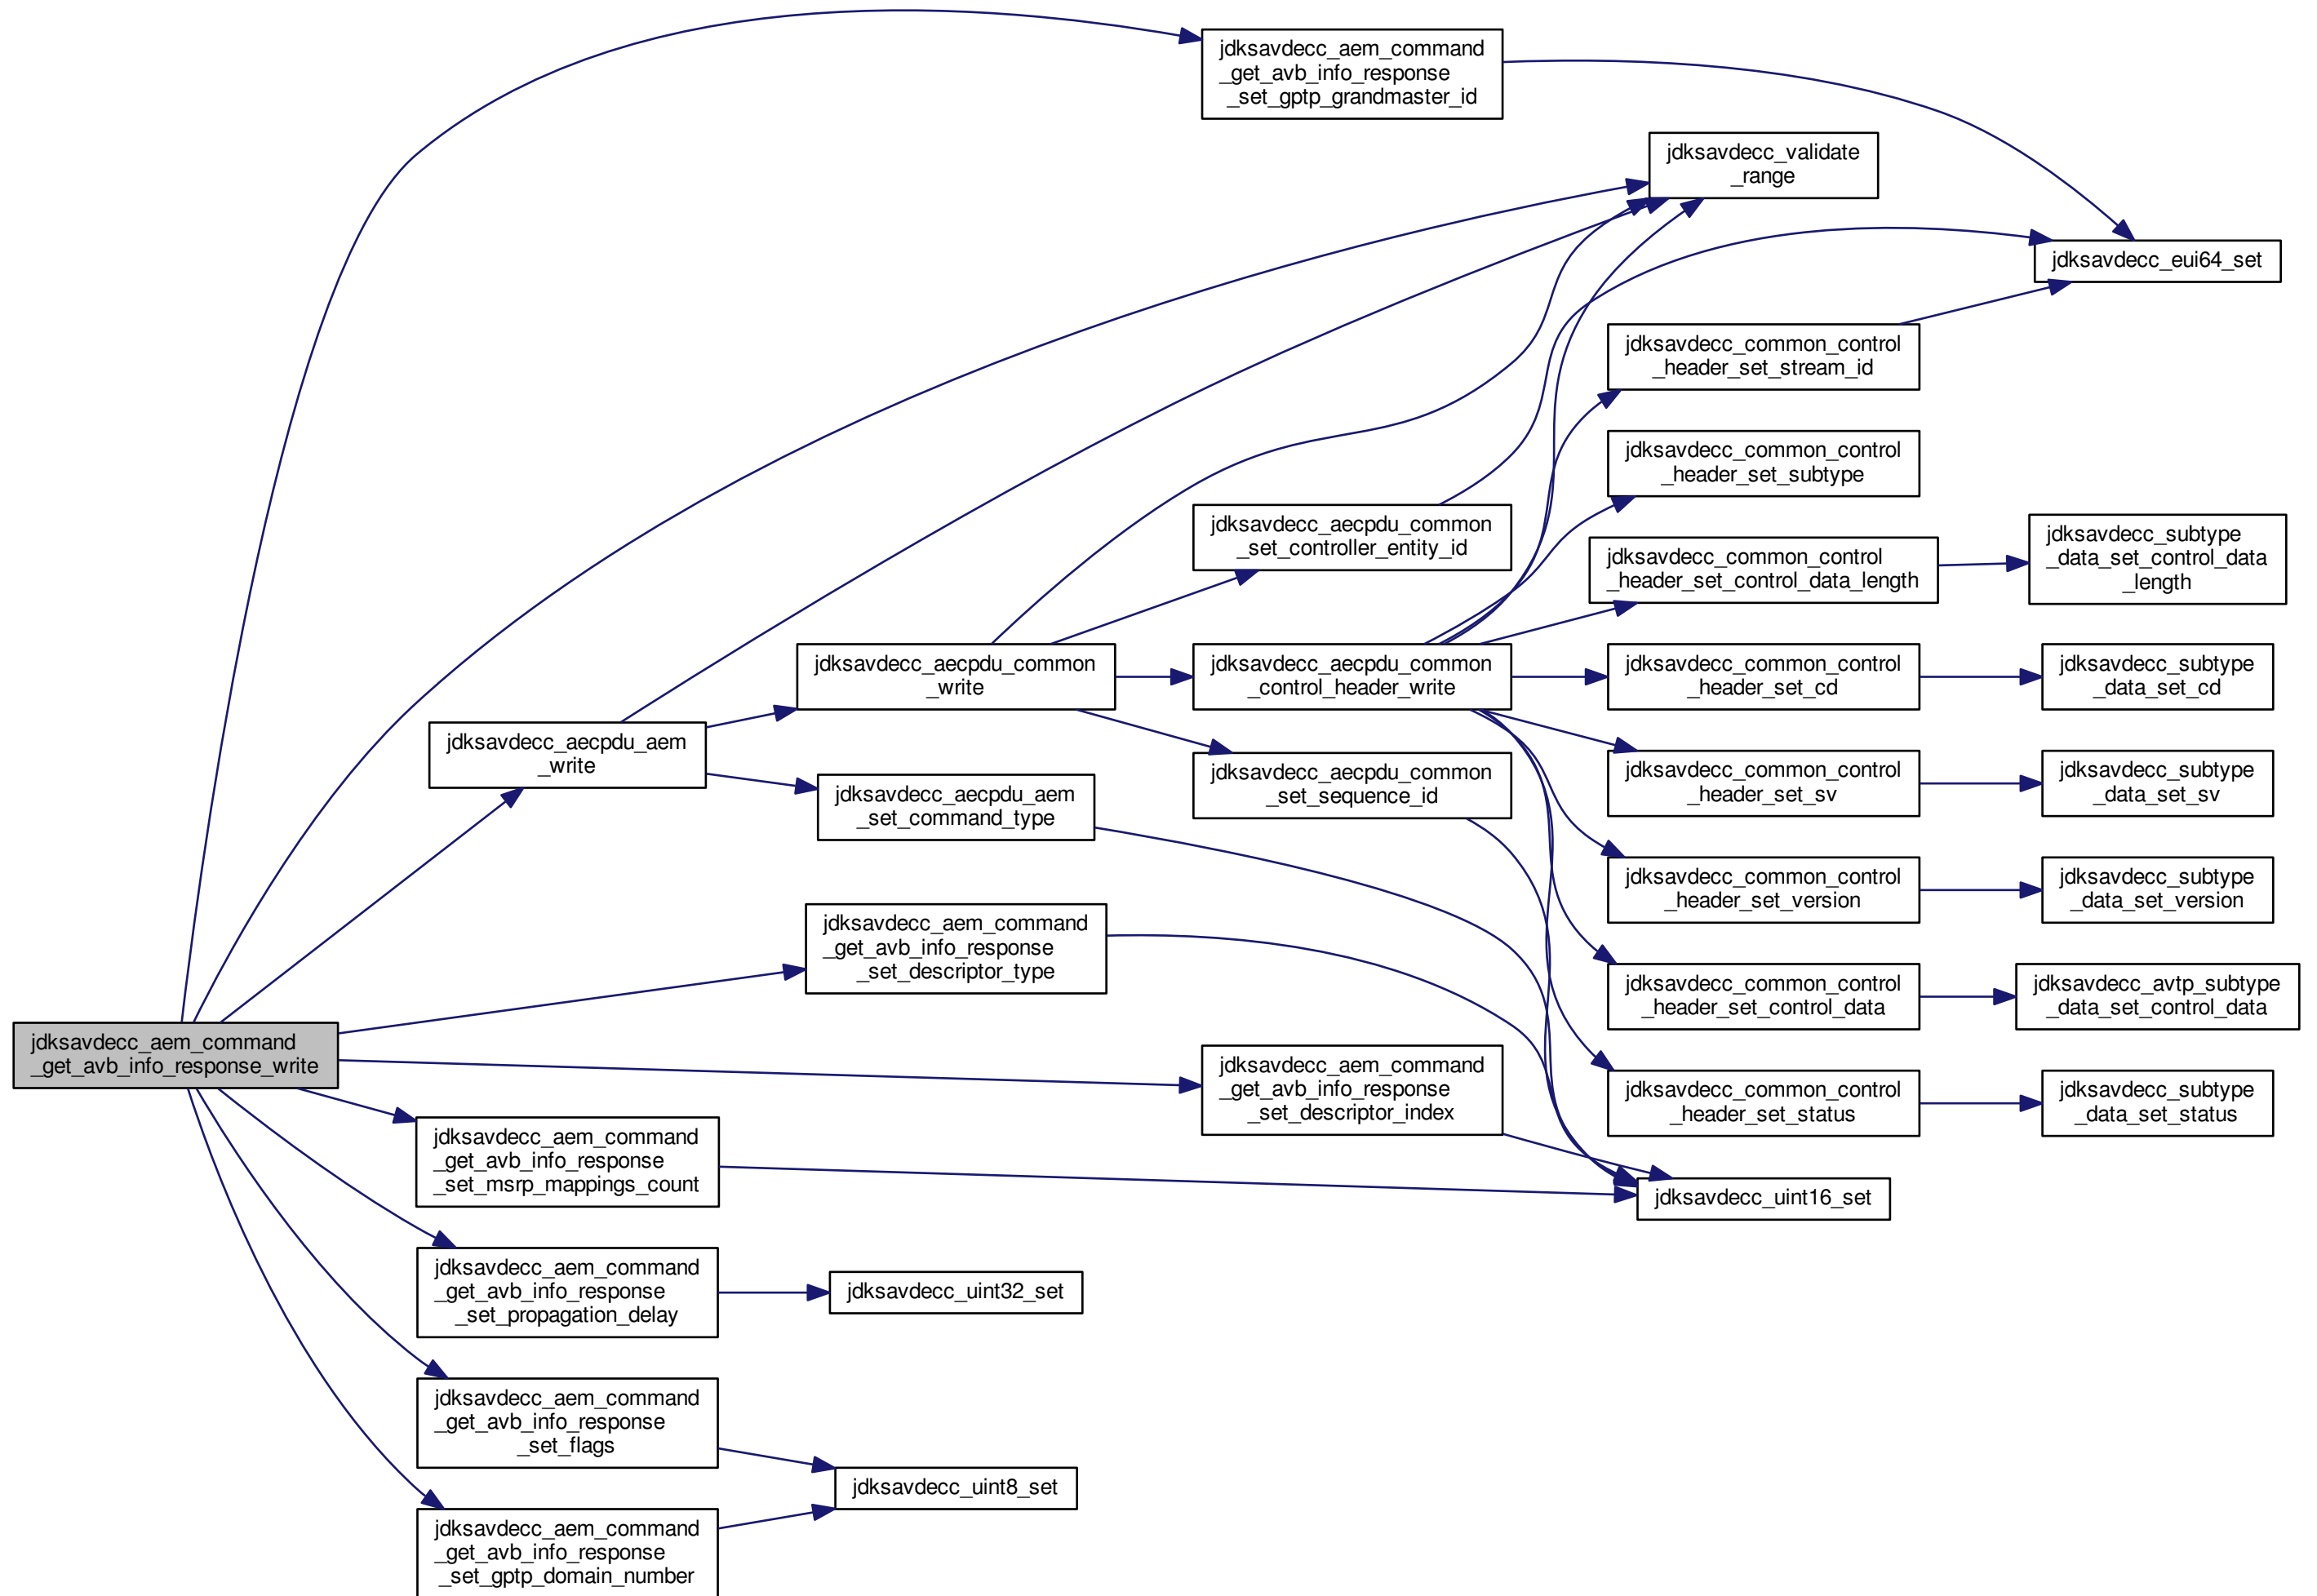 jdksavdecc_aem_command
_get_avb_info_response
_set_gptp_grandmaster_id
jdksavdecc_validate
_range
jdksavdecc_eui64_set
jdksavdecc_common_control
_header_set_stream_id
jdksavdecc_common_control
_header_set_subtype
jdksavdecc_aecpdu_common
_set_controller_entity_id
jdksavdecc_common_control
_header_set_control_data_length
jdksavdecc_subtype
_data_set_control_data
_length
jdksavdecc_aecpdu_common
_write
jdksavdecc_aecpdu_common
_control_header_write
jdksavdecc_common_control
_header_set_cd
jdksavdecc_subtype
_data_set_cd
jdksavdecc_aecpdu_aem
_write
jdksavdecc_aecpdu_aem
_set_command_type
jdksavdecc_aecpdu_common
_set_sequence_id
jdksavdecc_common_control
_header_set_sv
jdksavdecc_subtype
_data_set_sv
jdksavdecc_common_control
_header_set_version
jdksavdecc_subtype
_data_set_version
jdksavdecc_aem_command
_get_avb_info_response
_set_descriptor_type
jdksavdecc_common_control
_header_set_control_data
jdksavdecc_avtp_subtype
_data_set_control_data
jdksavdecc_aem_command
_get_avb_info_response_write
jdksavdecc_aem_command
_get_avb_info_response
_set_descriptor_index
jdksavdecc_common_control
_header_set_status
jdksavdecc_subtype
_data_set_status
jdksavdecc_aem_command
_get_avb_info_response
_set_msrp_mappings_count
jdksavdecc_uint16_set
jdksavdecc_aem_command
_get_avb_info_response
_set_propagation_delay
jdksavdecc_uint32_set
jdksavdecc_aem_command
_get_avb_info_response
_set_flags
jdksavdecc_uint8_set
jdksavdecc_aem_command
_get_avb_info_response
_set_gptp_domain_number